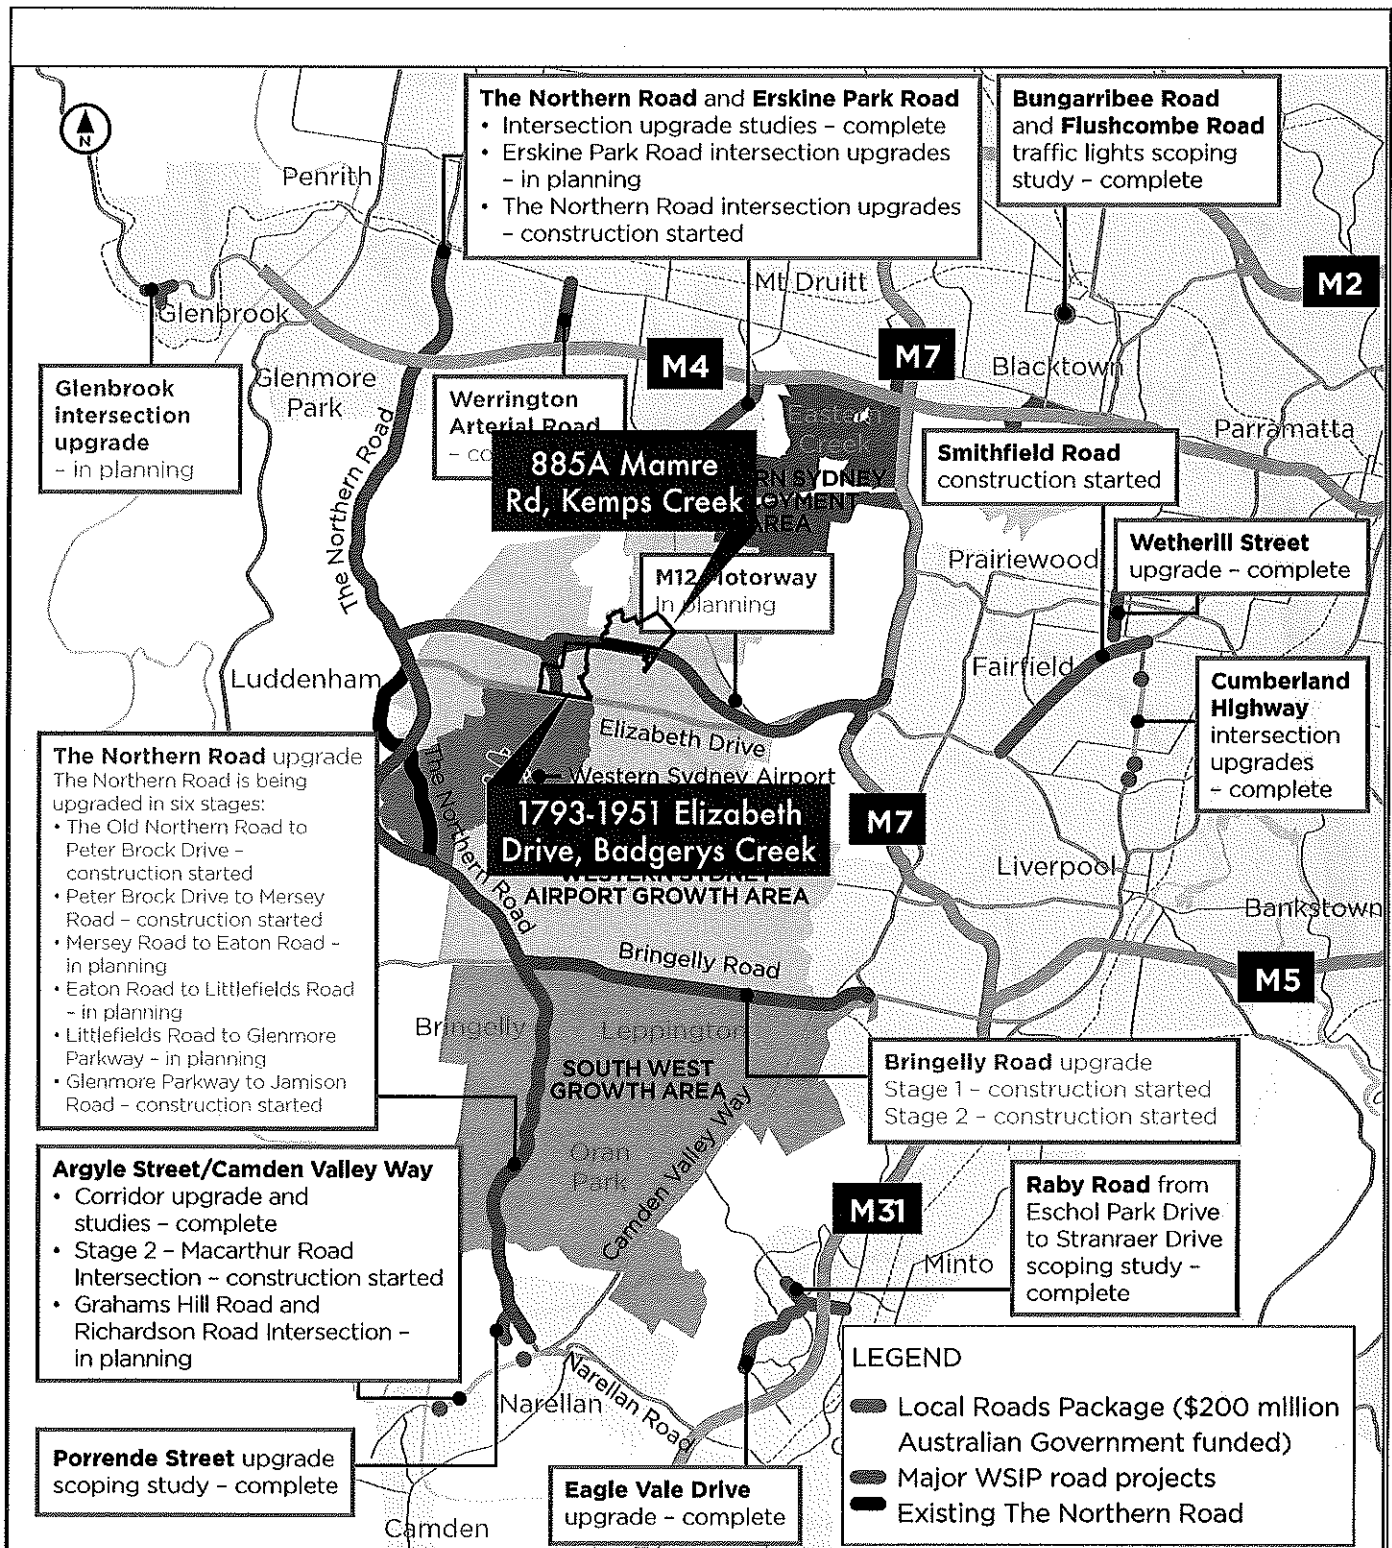 The Northern Road and Erskine Park Road
• Intersection upgrade studies – complete
• Erskine Park Road intersection upgrades
– in planning
• The Northern Road intersection upgrades
– construction started
Bungarribee Road
and Flushcombe Road
traffic lights scoping
study – complete
N
Penrith
Mt Druitt
M2
Glenbrook
M4
M7
Blacktown
Glenbrook
intersection
upgrade
– in planning
Glenmore
Park
Werrington
Arterial Road
Eastern
Creek
Parramatta
Smithfield Road
construction started
885A Mamre
Rd, Kemps Creek
RN SYDNEY
LOYMENT
AREA
The Northern Road
M12 Motorway
In planning
Prairiewood
Wetherill Street
upgrade – complete
Luddenham
Fairfield
Cumberland
Highway
intersection
upgrades
– complete
Elizabeth Drive
Western Sydney Airport
The Northern Road
1793-1951 Elizabeth
Drive, Badgerys Creek
WESTERN SYDNEY
AIRPORT GROWTH AREA
M7
Liverpool
Bankstown
The Northern Road upgrade
The Northern Road is being
upgraded in six stages:
• The Old Northern Road to
Peter Brock Drive –
construction started
• Peter Brock Drive to Mersey
Road – construction started
• Mersey Road to Eaton Road –
in planning
• Eaton Road to Littlefields Road
– in planning
• Littlefields Road to Glenmore
Parkway – in planning
• Glenmore Parkway to Jamison
Road – construction started
Bringelly Road
M5
Bringelly
Leppington
SOUTH WEST
GROWTH AREA
Bringelly Road upgrade
Stage 1 – construction started
Stage 2 – construction started
Oran
Park
Camden Valley Way
Argyle Street/Camden Valley Way
• Corridor upgrade and
studies – complete
• Stage 2 – Macarthur Road
Intersection – construction started
• Grahams Hill Road and
Richardson Road Intersection –
in planning
M31
Minto
Raby Road from
Eschol Park Drive
to Stranraer Drive
scoping study –
complete
Narellan
Narellan Road
Porrende Street upgrade
scoping study – complete
Camden
Eagle Vale Drive
upgrade – complete
LEGEND
Local Roads Package ($200 million
Australian Government funded)
Major WSIP road projects
Existing The Northern Road